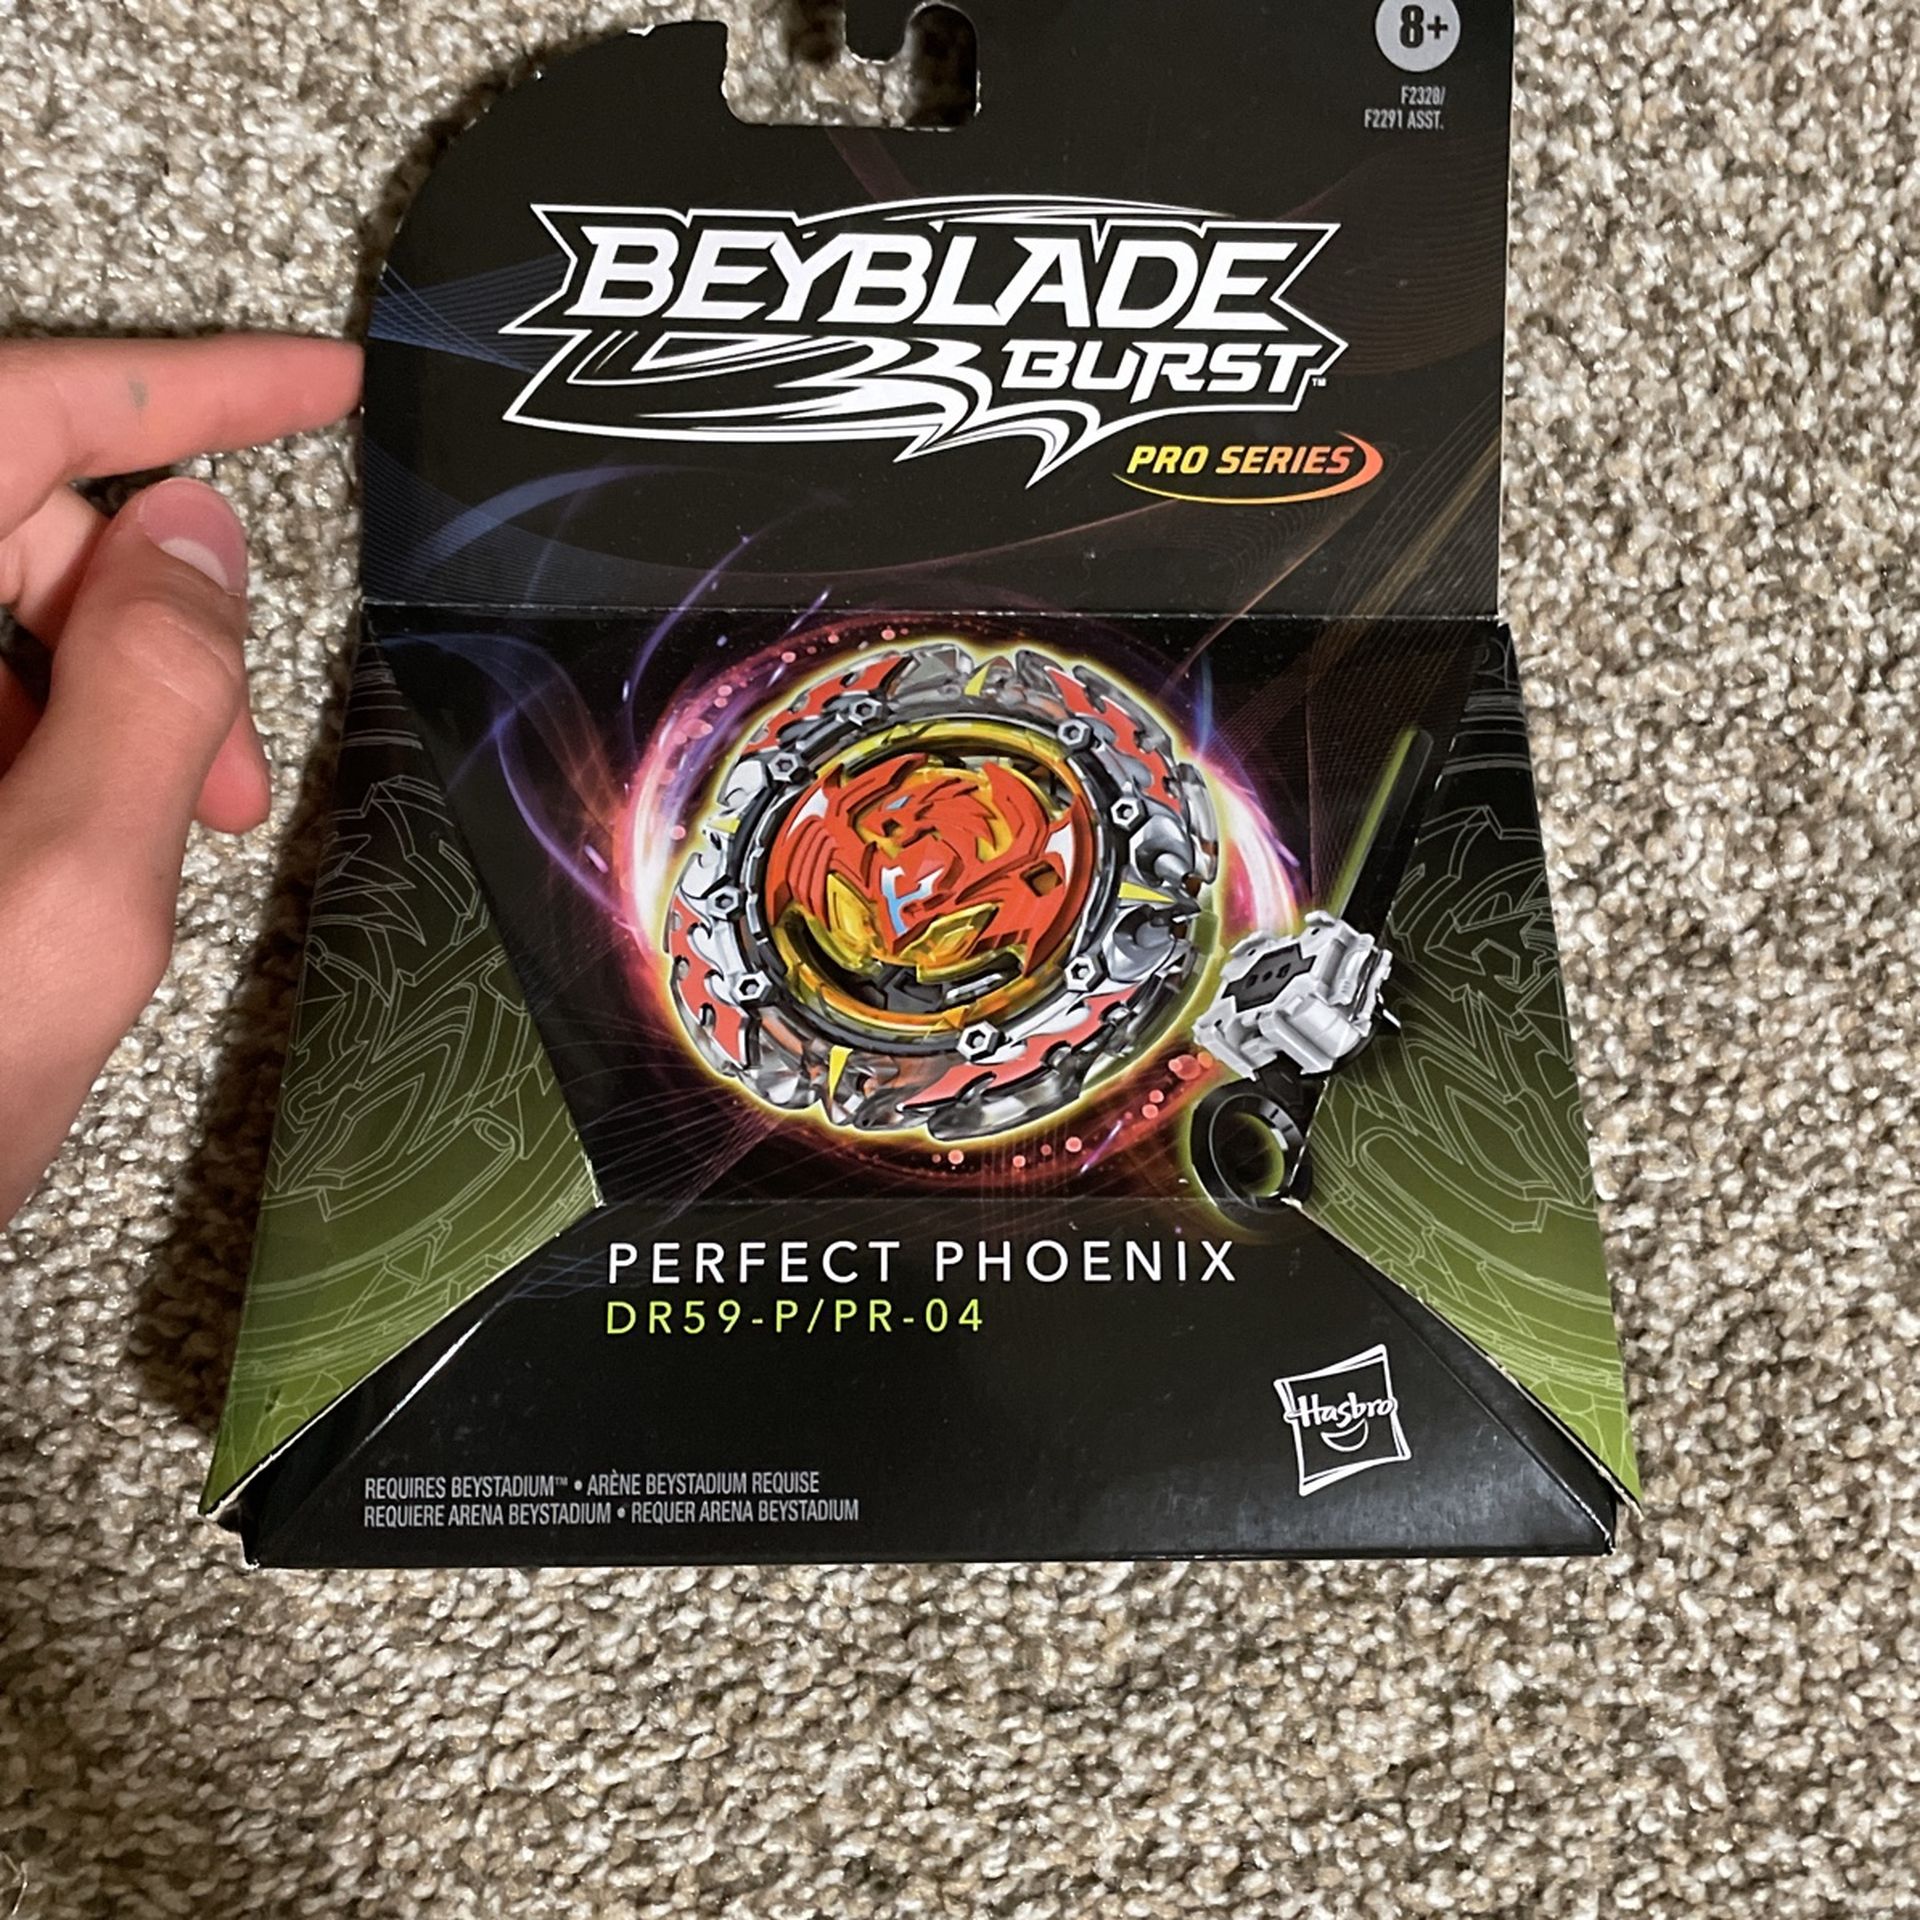 8+
F2328/
F2291 ASST.
BEYBLADE
BURST™
PRO SERIES
PERFECT PHOENIX
DR59-P/PR-04
Hasbro
REQUIRES BEYSTADIUM™ • ARÈNE BEYSTADIUM REQUISE
REQUIERE ARENA BEYSTADIUM • REQUER ARENA BEYSTADIUM